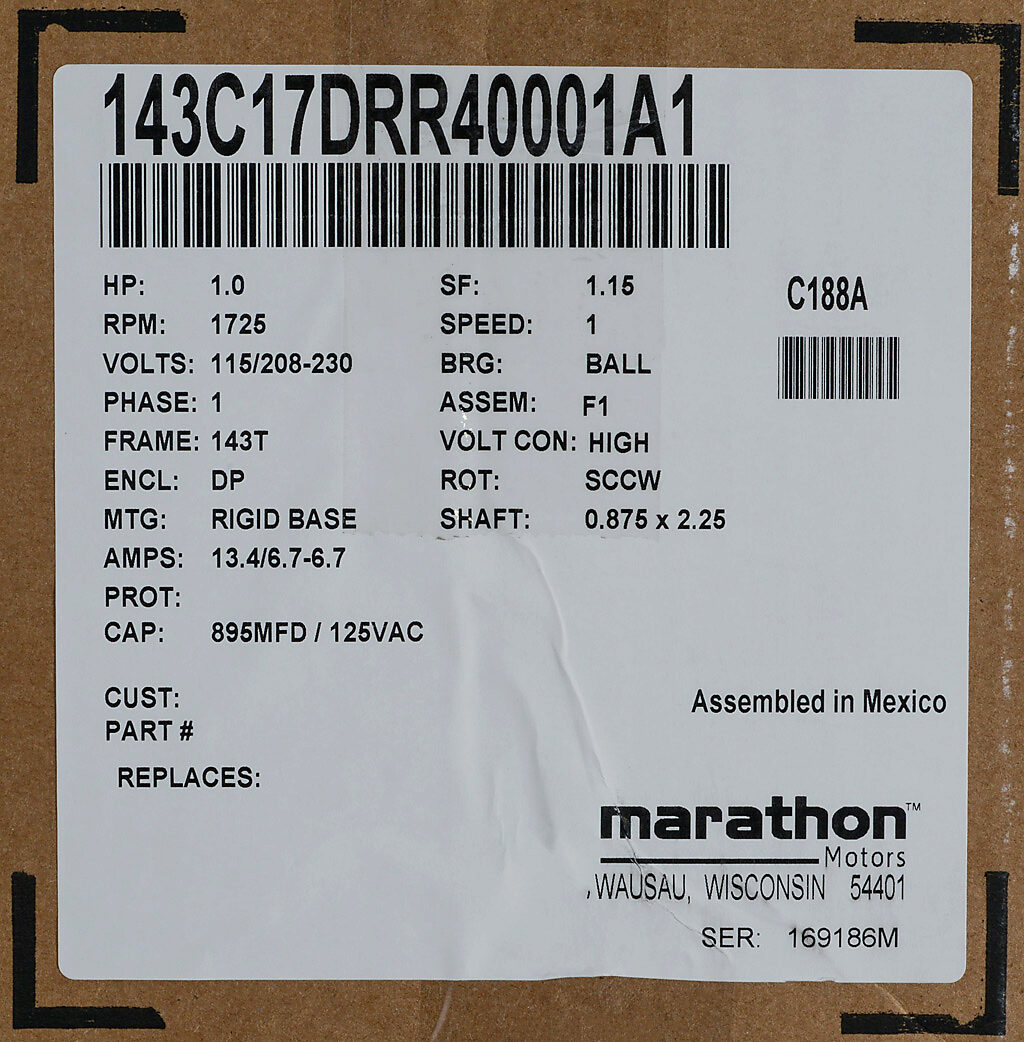 143C17DRR40001A1
HP: 1.0 SF: 1.15
C188A
RPM: 1725 SPEED: 1
VOLTS: 115/208-230 BRG: BALL
PHASE: 1 ASSEM: F1
FRAME: 143T VOLT CON: HIGH
ENCL: DP ROT: SCCW
MTG: RIGID BASE SHAFT: 0.875 x 2.25
AMPS: 13.4/6.7-6.7
PROT:
CAP: 895MFD / 125VAC
CUST:
Assembled in Mexico
PART #
REPLACES:
marathon™
Motors
,WAUSAU, WISCONSIN 54401
SER: 169186M